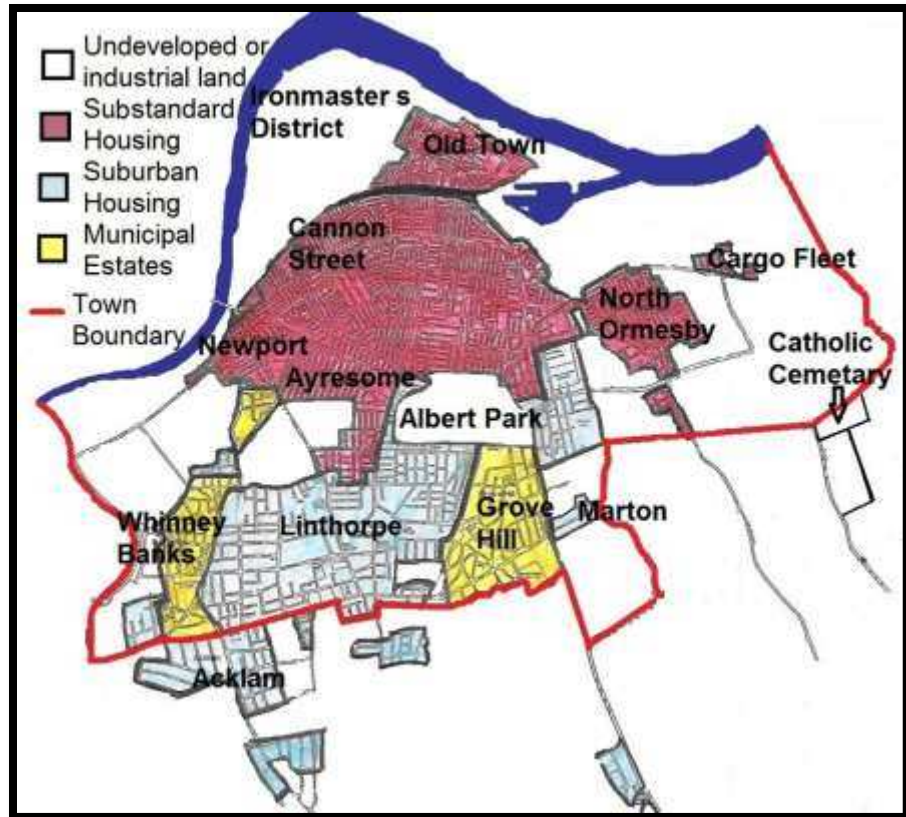 Undeveloped or
industrial land
Substandard
Housing
Suburban
Housing
Municipal
Estates
Town
Boundary
Ironmaster s
District
Old Town
Cannon
Street
Cargo Fleet
North
Ormesby
Newport
Catholic
Cemetary
Ayresome
Albert Park
Whinney
Banks
Linthorpe
Grove
Hill
Marton
Acklam